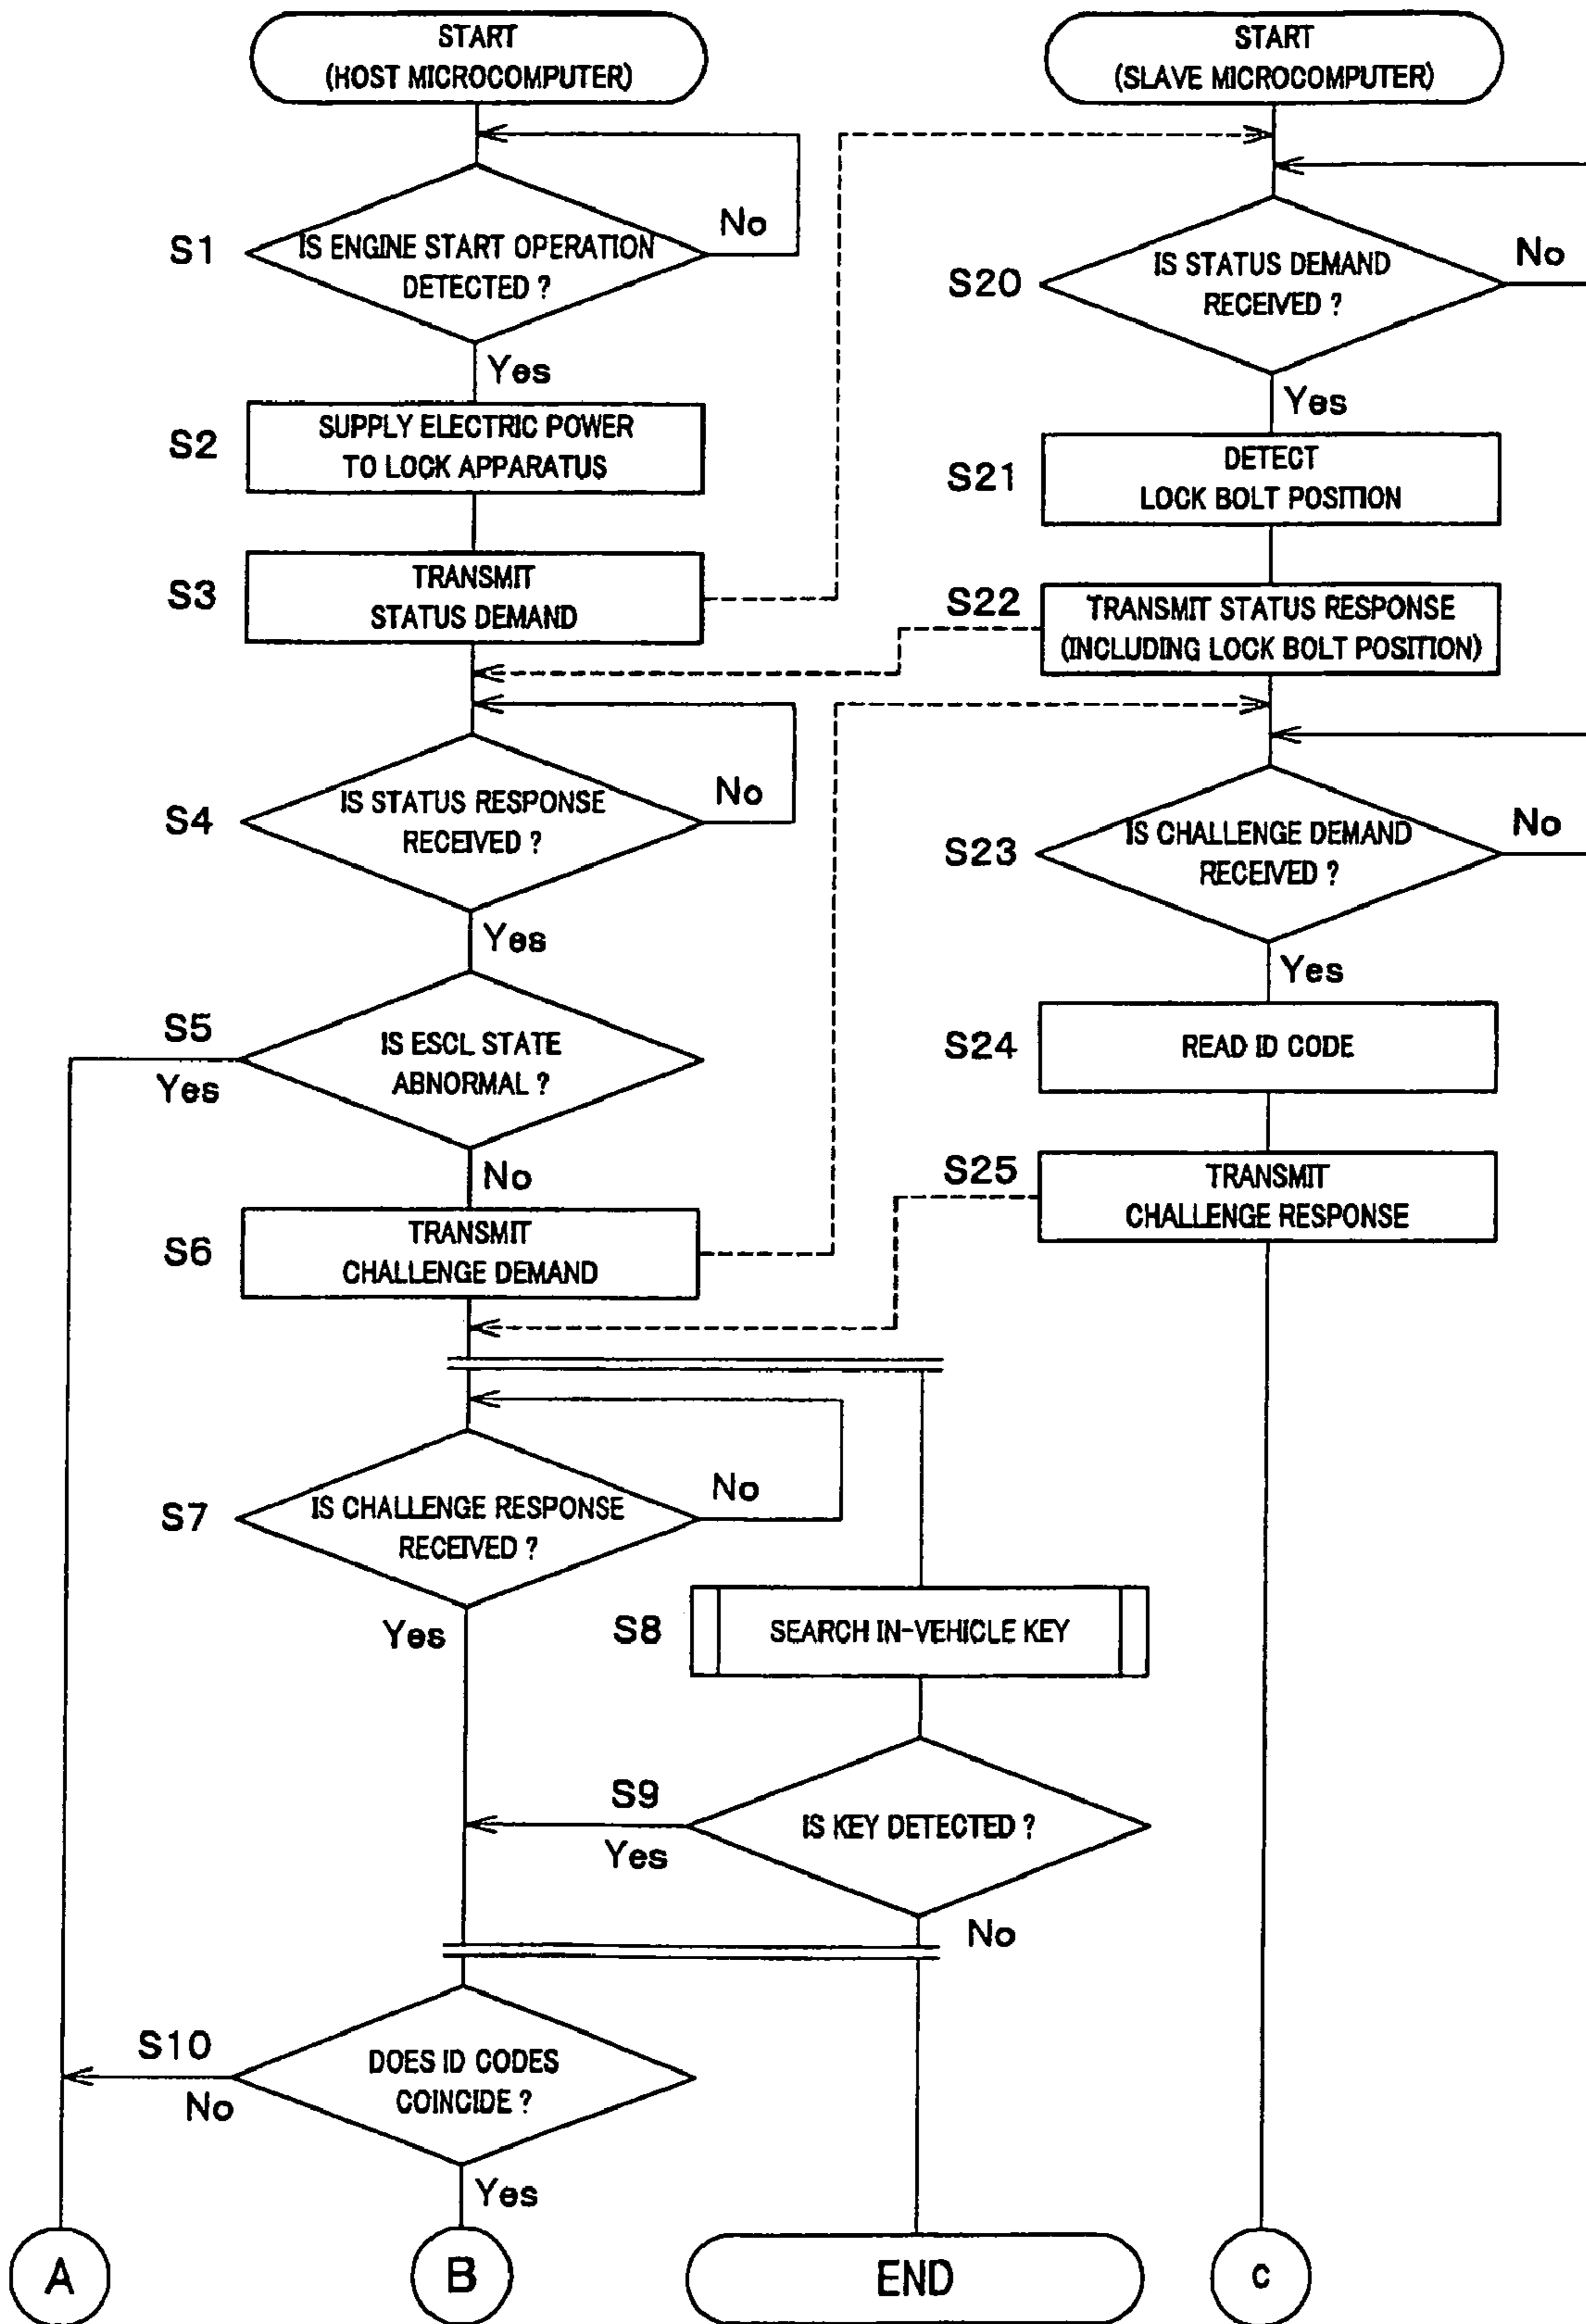 START
(HOST MICROCOMPUTER)
No
S1
IS ENGINE START OPERATION
DETECTED ?
Yes
S2
SUPPLY ELECTRIC POWER
TO LOCK APPARATUS
S3
TRANSMIT
STATUS DEMAND
No
S4
IS STATUS RESPONSE
RECEIVED ?
Yes
S5
Yes
IS ESCL STATE
ABNORMAL ?
No
S6
TRANSMIT
CHALLENGE DEMAND
No
S7
IS CHALLENGE RESPONSE
RECEIVED ?
Yes
S8
SEARCH IN-VEHICLE KEY
S9
Yes
IS KEY DETECTED ?
No
S10
No
DOES ID CODES
COINCIDE ?
Yes
A
B
END
START
(SLAVE MICROCOMPUTER)
No
S20
IS STATUS DEMAND
RECEIVED ?
Yes
S21
DETECT
LOCK BOLT POSITION
S22
TRANSMIT STATUS RESPONSE
(INCLUDING LOCK BOLT POSITION)
No
S23
IS CHALLENGE DEMAND
RECEIVED ?
Yes
S24
READ ID CODE
S25
TRANSMIT
CHALLENGE RESPONSE
c